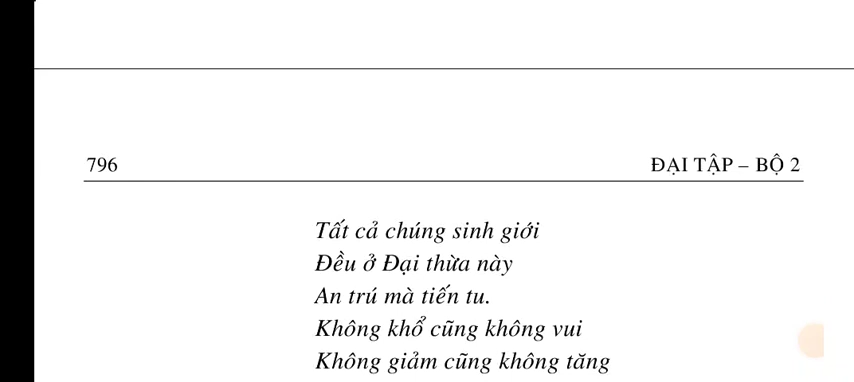 796 ĐẠI TẬP – BỘ 2
Tất cả chúng sinh giới
Đều ở Đại thừa này
An trú mà tiến tu.
Không khổ cũng không vui
Không giảm cũng không tăng